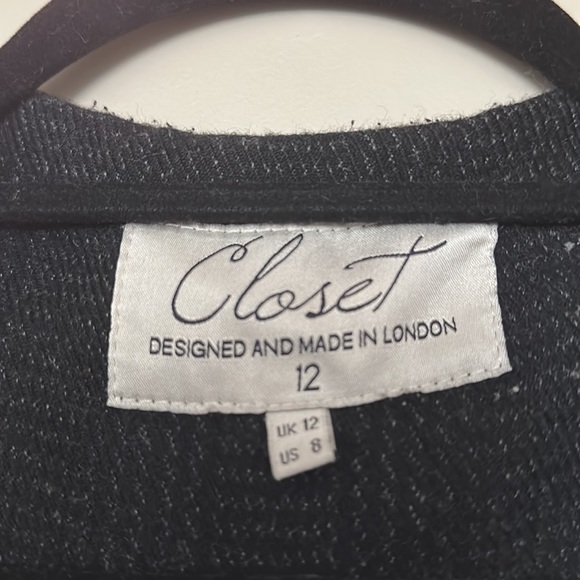 Closet
DESIGNED AND MADE IN LONDON
12
UK 12
US 8